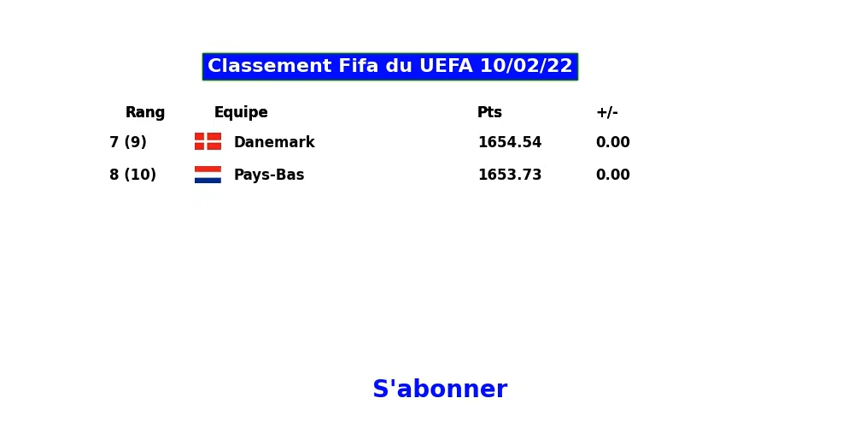 Classement Fifa du UEFA 10/02/22
Rang Equipe Pts +/-
7 (9) Danemark 1654.54 0.00
8 (10) Pays-Bas 1653.73 0.00
S'abonner